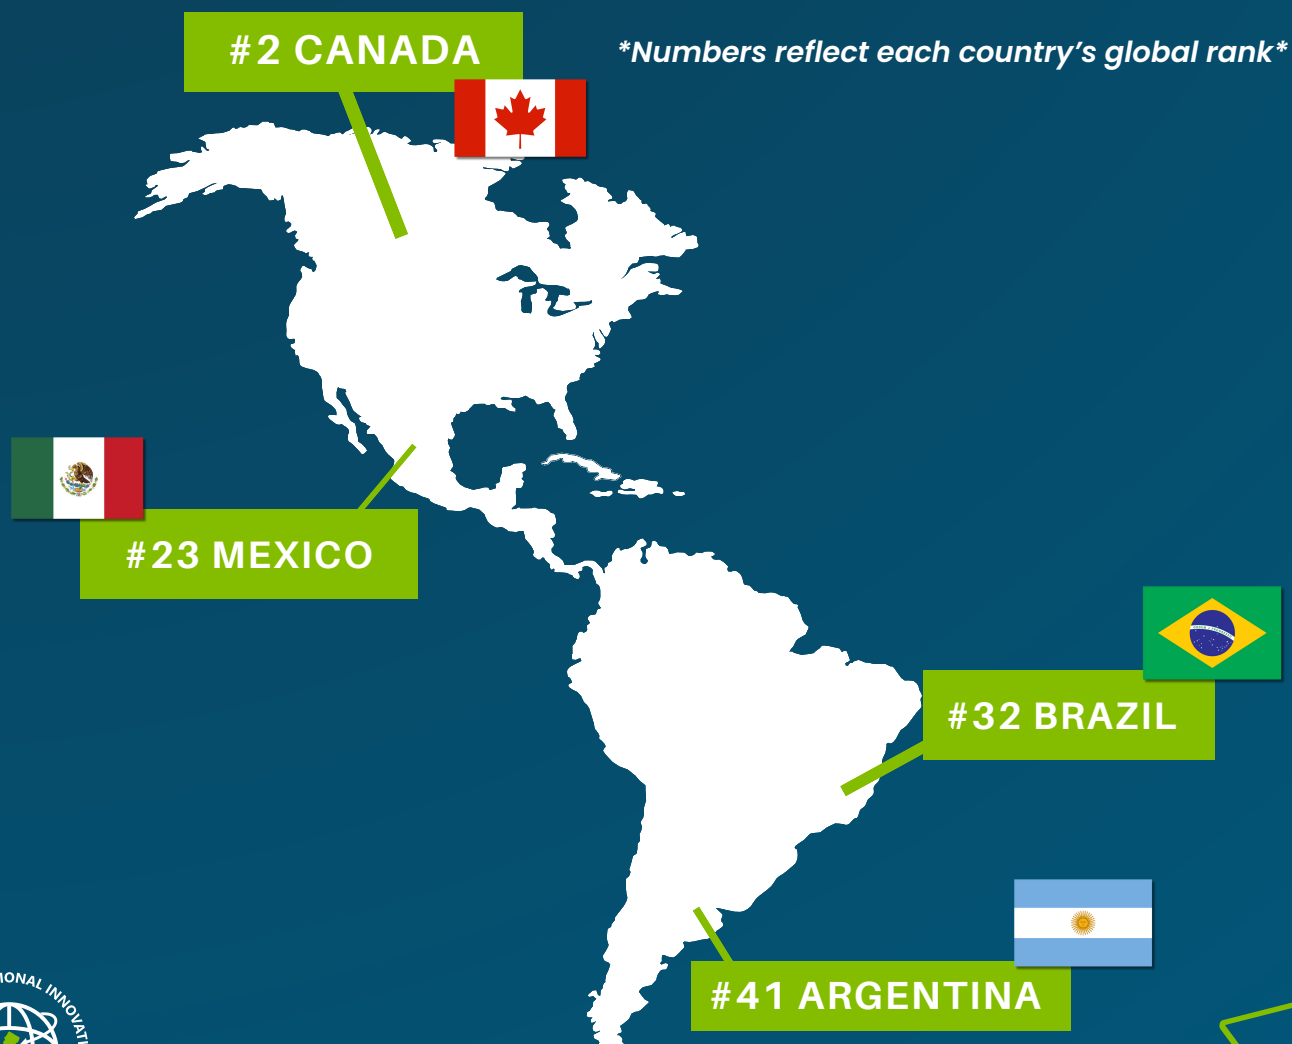 #2 CANADA
*Numbers reflect each country's global rank*
#23 MEXICO
#32 BRAZIL
#41 ARGENTINA